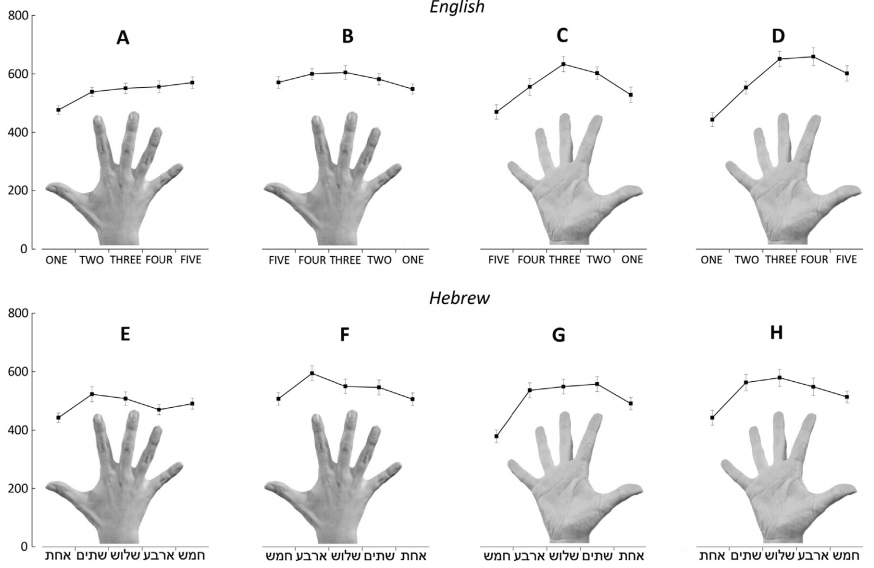 English
800
A
B
C
D
600
400
200
0
ONE TWO THREE FOUR FIVE
FIVE FOUR THREE TWO ONE
FIVE FOUR THREE TWO ONE
ONE TWO THREE FOUR FIVE
Hebrew
800
E
F
G
H
600
400
200
0
אחת שתים שלוש ארבע חמש
חמש ארבע שלוש שתים אחת
חמש ארבע שלוש שתים אחת
אחת שתים שלוש ארבע חמש